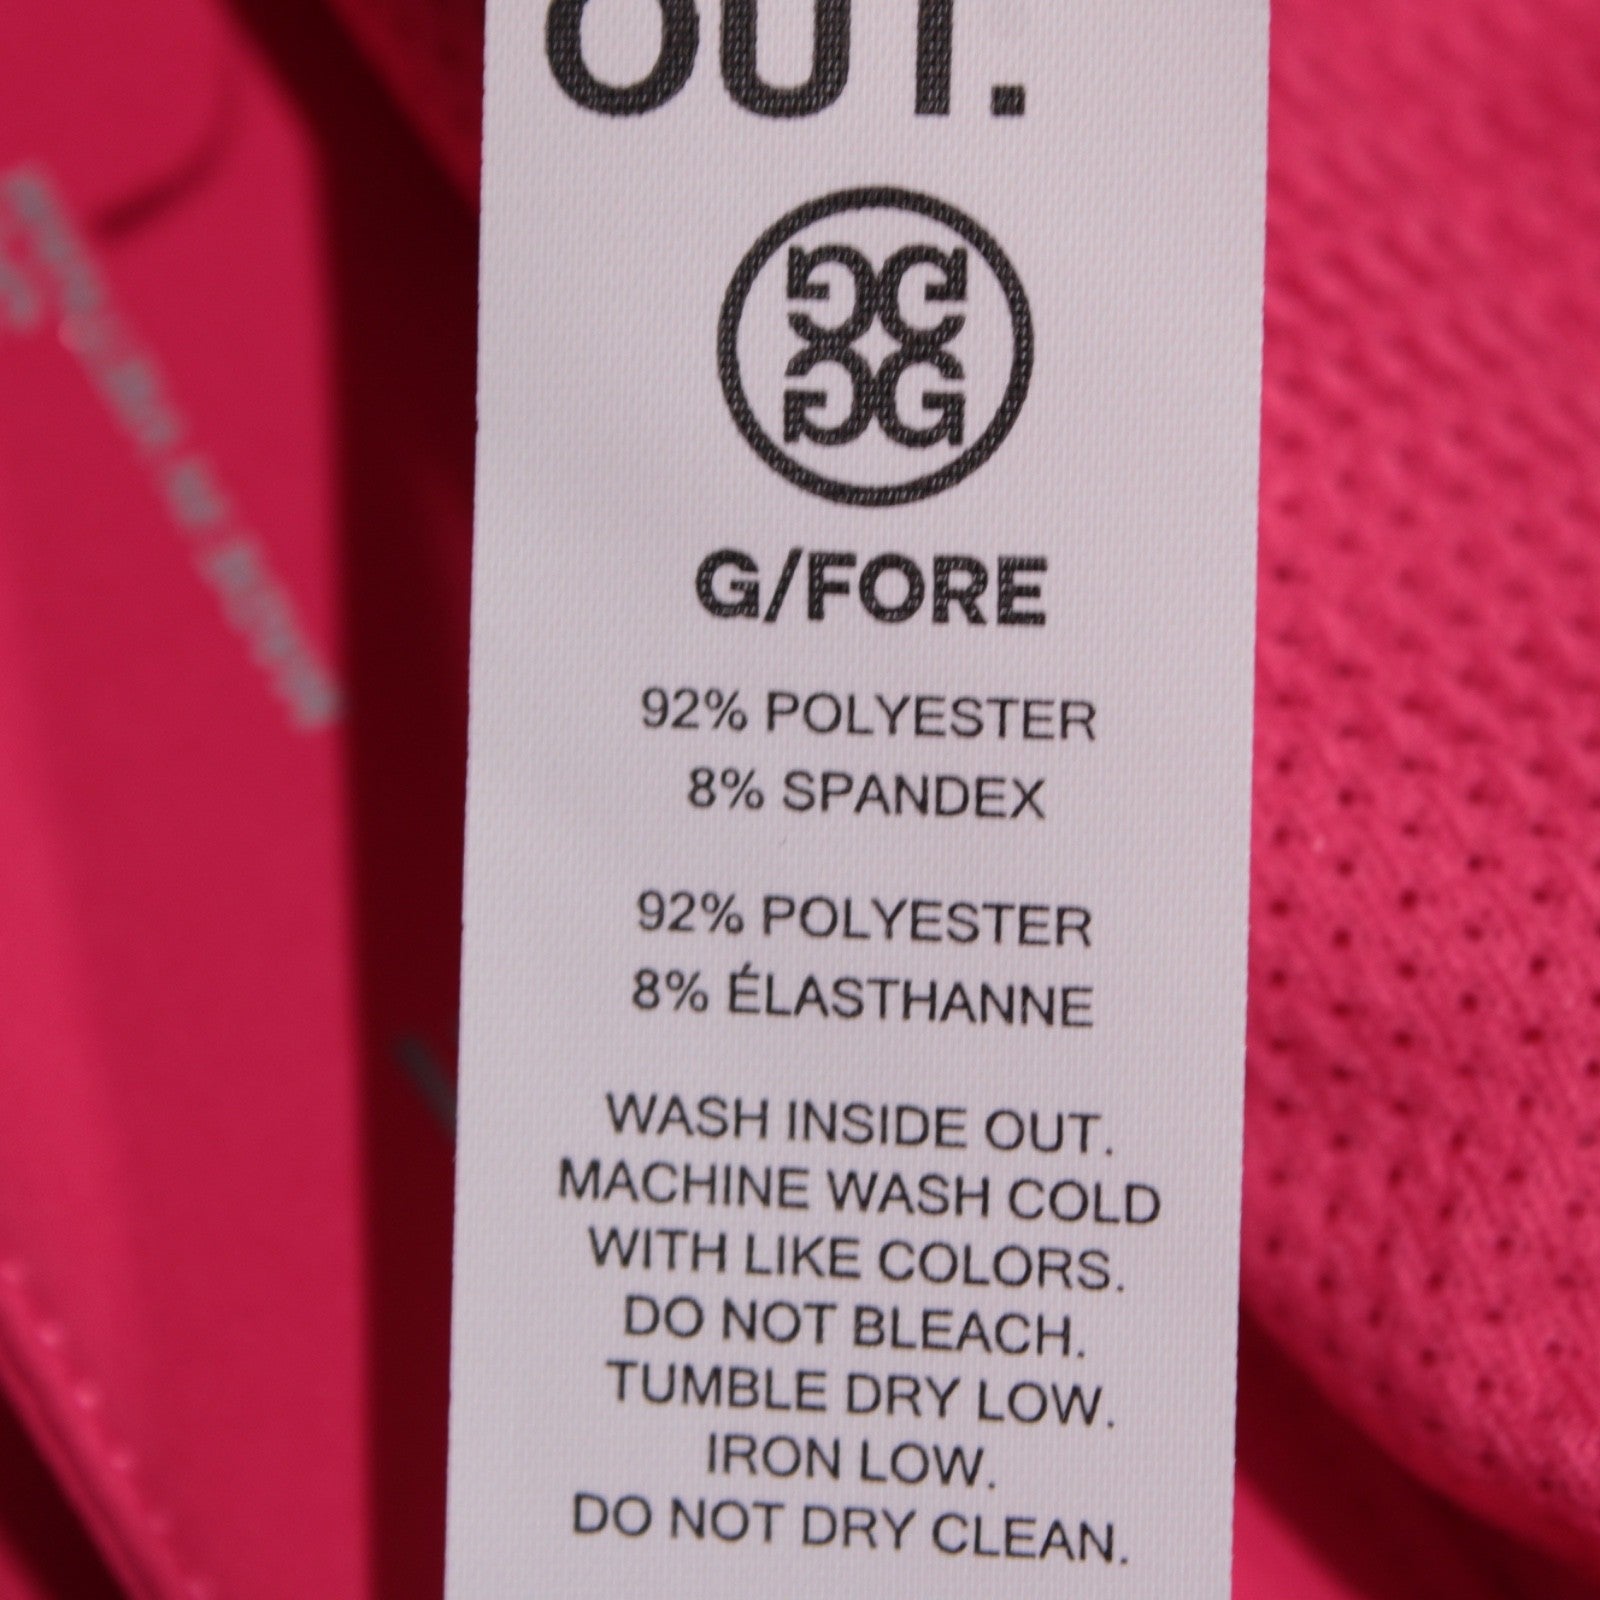 OUT.
G/FORE
92% POLYESTER
8% SPANDEX
92% POLYESTER
8% ÉLASTHANNE
WASH INSIDE OUT.
MACHINE WASH COLD
WITH LIKE COLORS.
DO NOT BLEACH.
TUMBLE DRY LOW.
IRON LOW.
DO NOT DRY CLEAN.